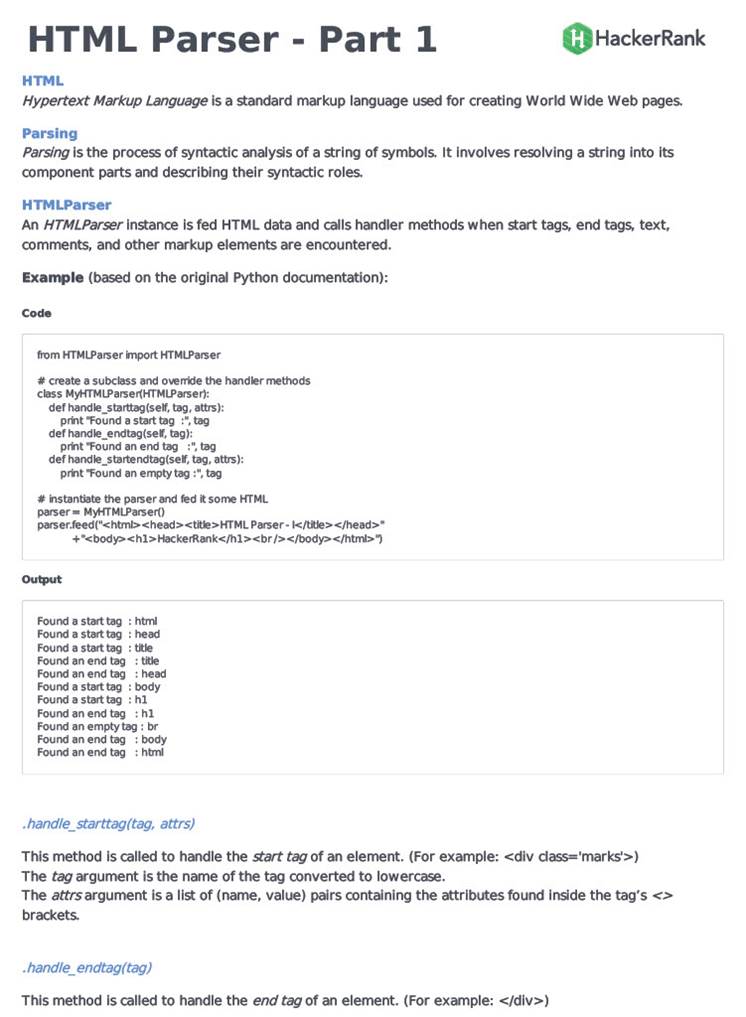 HTML Parser - Part 1
HackerRank
HTML
Hypertext Markup Language is a standard markup language used for creating World Wide Web pages.
Parsing
Parsing is the process of syntactic analysis of a string of symbols. It involves resolving a string into its
component parts and describing their syntactic roles.
HTMLParser
An HTMLParser instance is fed HTML data and calls handler methods when start tags, end tags, text,
comments, and other markup elements are encountered.
Example (based on the original Python documentation):
Code
from HTMLParser import HTMLParser
# create a subclass and override the handler methods
class MyHTMLParser(HTMLParser):
    def handle_starttag(self, tag, attrs):
        print "Found a start tag  :", tag
    def handle_endtag(self, tag):
        print "Found an end tag   :", tag
    def handle_startendtag(self, tag, attrs):
        print "Found an empty tag :", tag
# instantiate the parser and fed it some HTML
parser = MyHTMLParser()
parser.feed("<html><head><title>HTML Parser - I</title></head>"
            +"<body><h1>HackerRank</h1><br /></body></html>")
Output
Found a start tag  : html
Found a start tag  : head
Found a start tag  : title
Found an end tag   : title
Found an end tag   : head
Found a start tag  : body
Found a start tag  : h1
Found an end tag   : h1
Found an empty tag : br
Found an end tag   : body
Found an end tag   : html
.handle_starttag(tag, attrs)
This method is called to handle the start tag of an element. (For example: <div class='marks'>)
The tag argument is the name of the tag converted to lowercase.
The attrs argument is a list of (name, value) pairs containing the attributes found inside the tag’s <>
brackets.
.handle_endtag(tag)
This method is called to handle the end tag of an element. (For example: </div>)